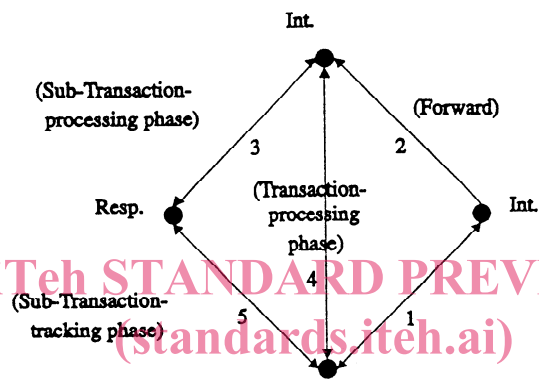 Int.
(Sub-Transaction-
processing phase)
(Forward)
3
2
(Transaction-
processing
phase)
Resp.
Int.
iTeh STANDARD PREV
4
(Sub-Transaction-
tracking phase)
5
1
(standards.iteh.ai)